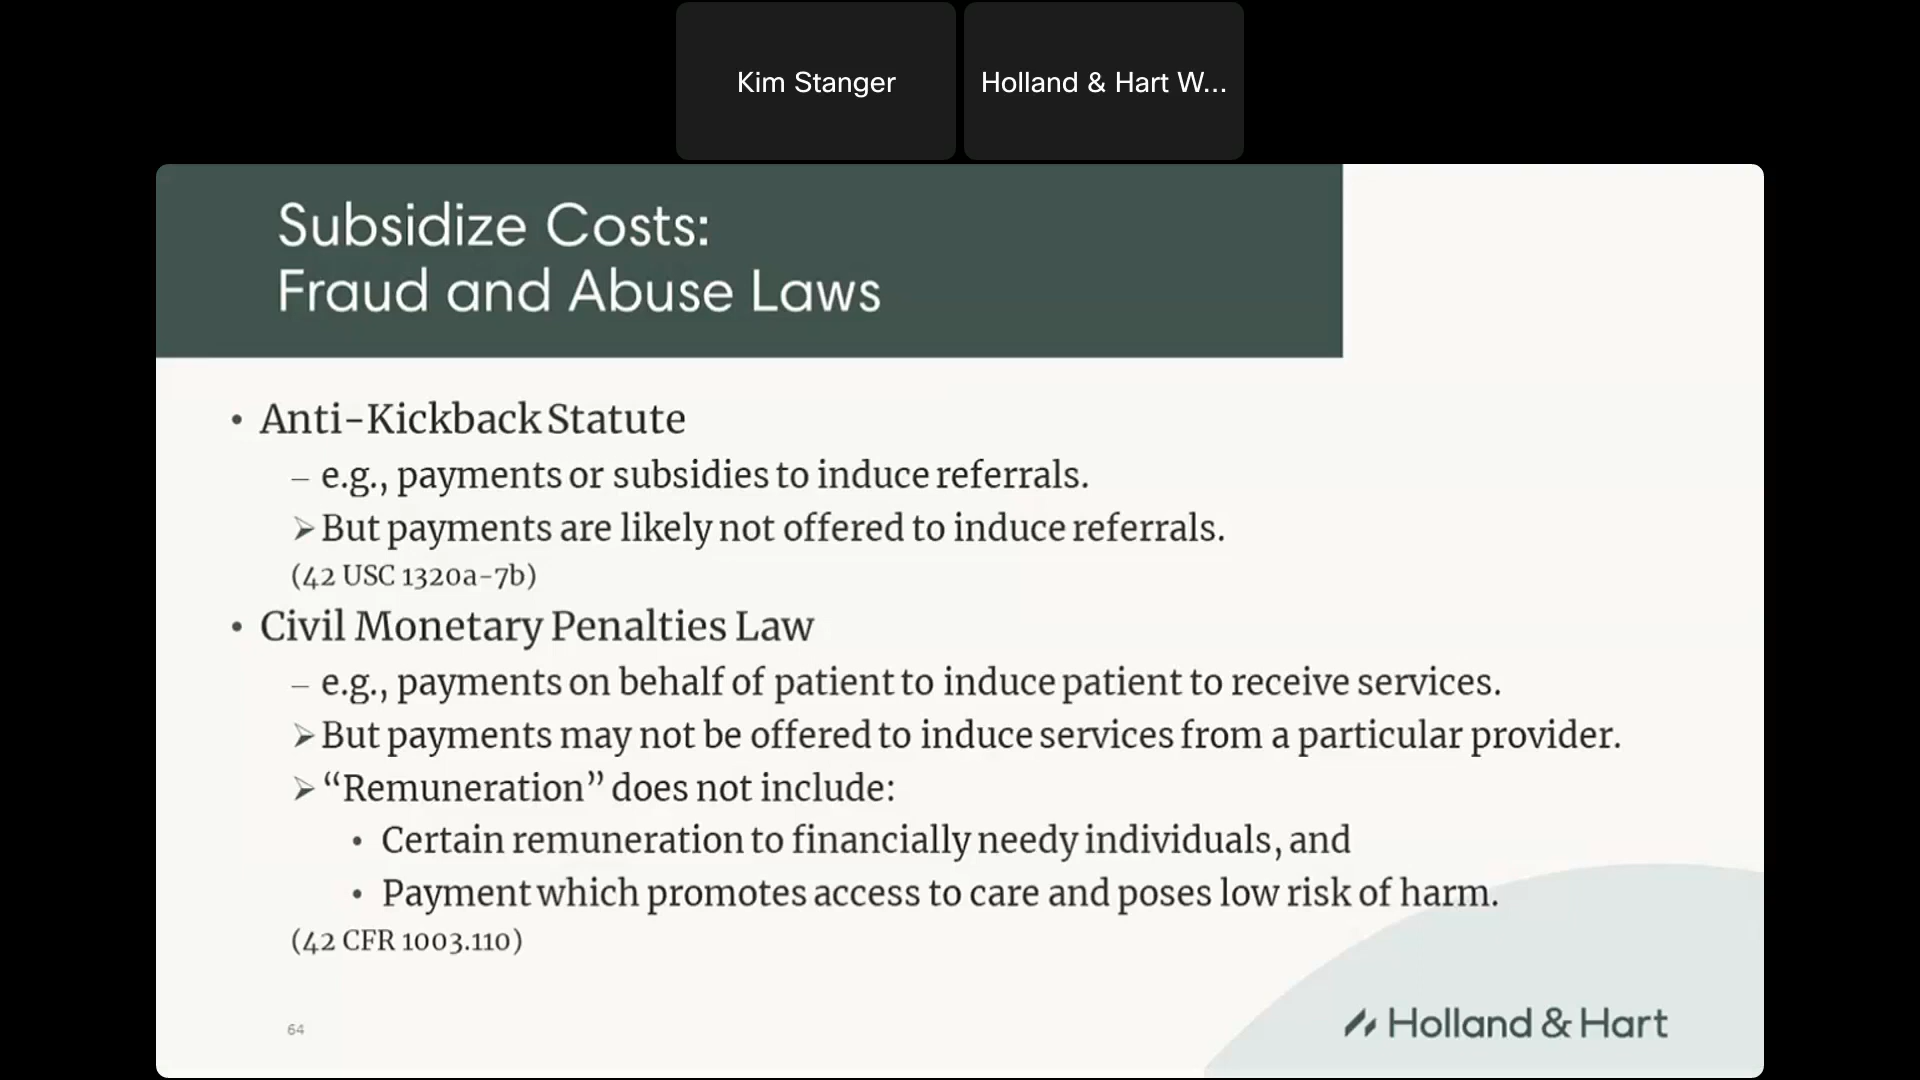 Kim Stanger
Holland & Hart W...
Subsidize Costs:
Fraud and Abuse Laws
• Anti-Kickback Statute
– e.g., payments or subsidies to induce referrals.
➢ But payments are likely not offered to induce referrals.
(42 USC 1320a-7b)
• Civil Monetary Penalties Law
– e.g., payments on behalf of patient to induce patient to receive services.
➢ But payments may not be offered to induce services from a particular provider.
➢ “Remuneration” does not include:
• Certain remuneration to financially needy individuals, and
• Payment which promotes access to care and poses low risk of harm.
(42 CFR 1003.110)
64
Holland & Hart